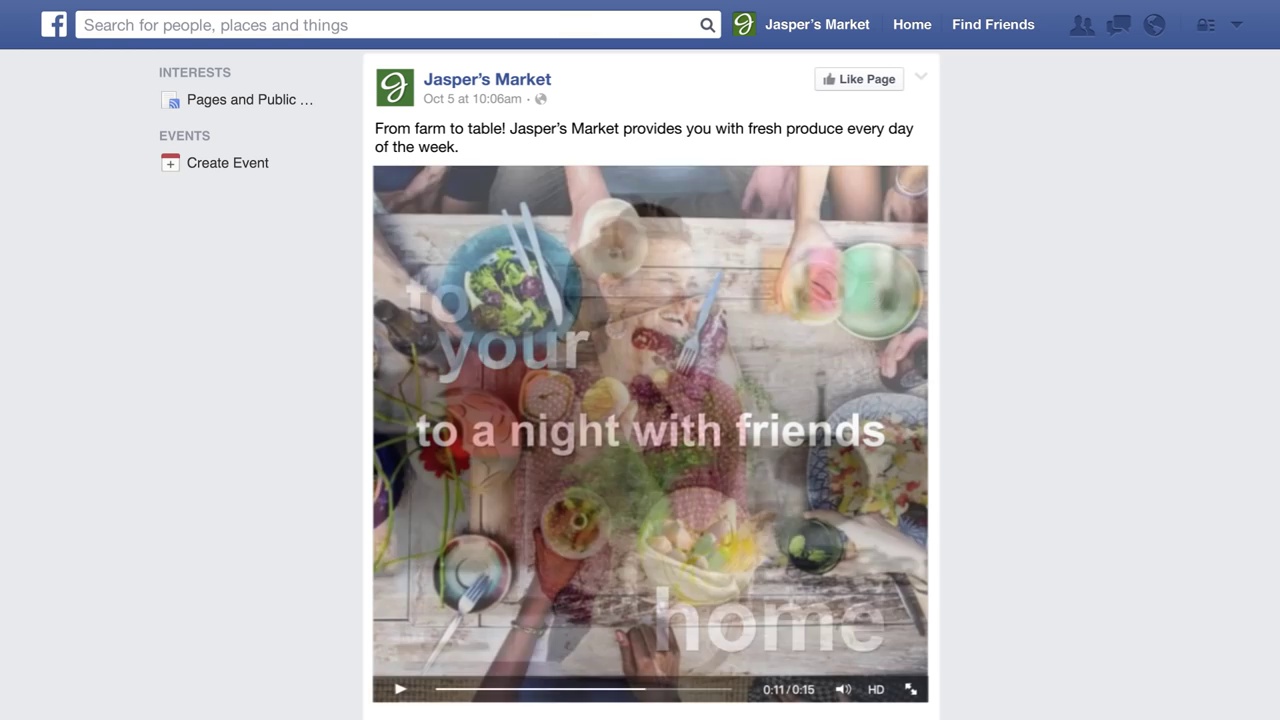 Search for people, places and things
Jasper’s Market
Home
Find Friends
INTERESTS
Pages and Public ...
EVENTS
Create Event
Jasper’s Market
Oct 5 at 10:06am ·
Like Page
From farm to table! Jasper’s Market provides you with fresh produce every day
of the week.
to
your
to a night with friends
home
0:11/0:15
HD